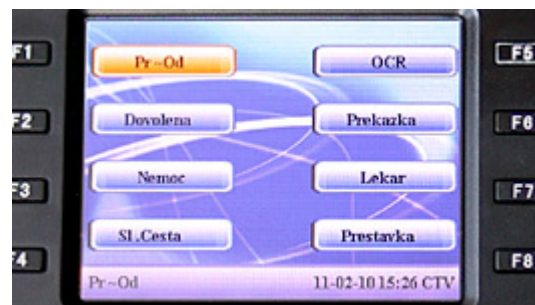 F1 Pr~Od OCR F5
F2 Dovolena Prekazka F6
F3 Nemoc Lekar F7
F4 Sl.Cesta Prestavka F8
Pr~Od 11-02-10 15:26 CTV